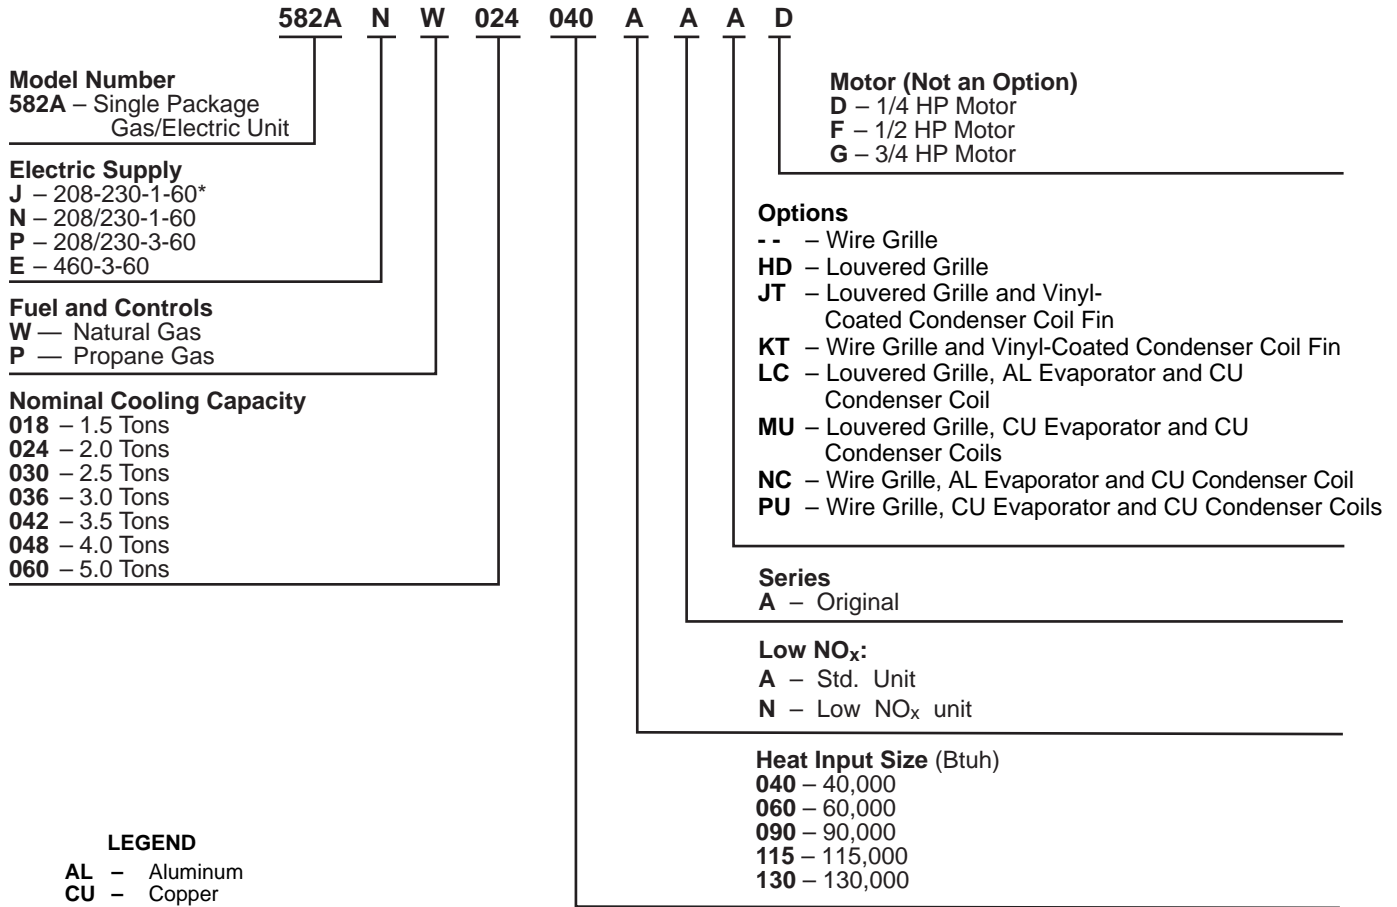 582A N W 024 040 A A A D
Model Number
582A – Single Package
Gas/Electric Unit
Electric Supply
J – 208-230-1-60*
N – 208/230-1-60
P – 208/230-3-60
E – 460-3-60
Fuel and Controls
W — Natural Gas
P — Propane Gas
Nominal Cooling Capacity
018 – 1.5 Tons
024 – 2.0 Tons
030 – 2.5 Tons
036 – 3.0 Tons
042 – 3.5 Tons
048 – 4.0 Tons
060 – 5.0 Tons
LEGEND
AL – Aluminum
CU – Copper
Motor (Not an Option)
D – 1/4 HP Motor
F – 1/2 HP Motor
G – 3/4 HP Motor
Options
- - – Wire Grille
HD – Louvered Grille
JT – Louvered Grille and Vinyl-
Coated Condenser Coil Fin
KT – Wire Grille and Vinyl-Coated Condenser Coil Fin
LC – Louvered Grille, AL Evaporator and CU
Condenser Coil
MU – Louvered Grille, CU Evaporator and CU
Condenser Coils
NC – Wire Grille, AL Evaporator and CU Condenser Coil
PU – Wire Grille, CU Evaporator and CU Condenser Coils
Series
A – Original
Low NOx:
A – Std. Unit
N – Low NOx unit
Heat Input Size (Btuh)
040 – 40,000
060 – 60,000
090 – 90,000
115 – 115,000
130 – 130,000